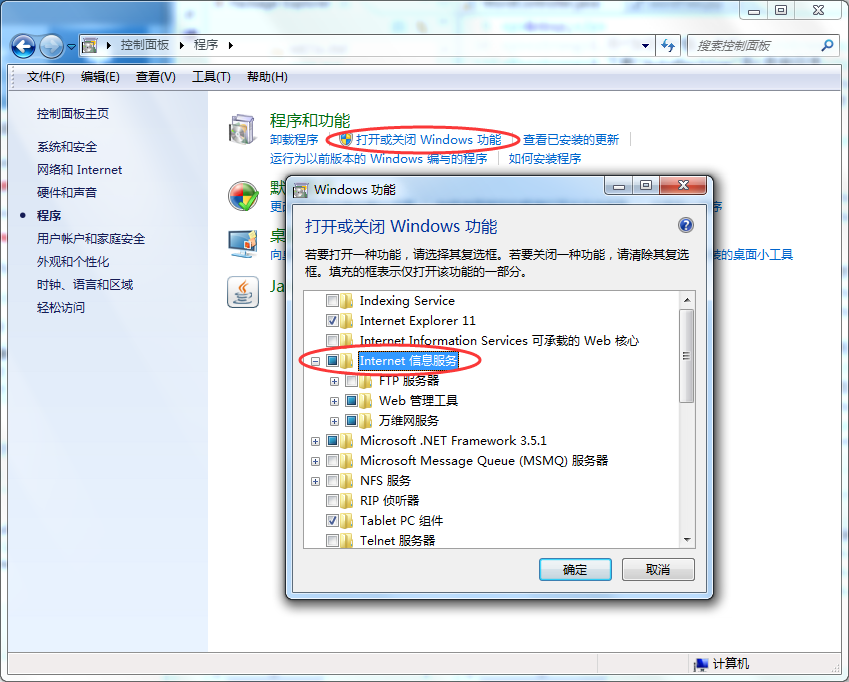 控制面板 程序
搜索控制面板
文件(F) 编辑(E) 查看(V) 工具(T) 帮助(H)
控制面板主页
系统和安全
网络和 Internet
硬件和声音
程序
用户帐户和家庭安全
外观和个性化
时钟、语言和区域
轻松访问
程序和功能
卸载程序 打开或关闭 Windows 功能 查看已安装的更新
运行为以前版本的 Windows 编写的程序 如何安装程序
默
桌
的桌面小工具
Ja
Windows 功能
打开或关闭 Windows 功能
若要打开一种功能，请选择其复选框。若要关闭一种功能，请清除其复选
框。填充的框表示仅打开该功能的一部分。
Indexing Service
Internet Explorer 11
Internet Information Services 可承载的 Web 核心
Internet 信息服务
FTP 服务器
Web 管理工具
万维网服务
Microsoft .NET Framework 3.5.1
Microsoft Message Queue (MSMQ) 服务器
NFS 服务
RIP 侦听器
Tablet PC 组件
Telnet 服务器
确定 取消
计算机